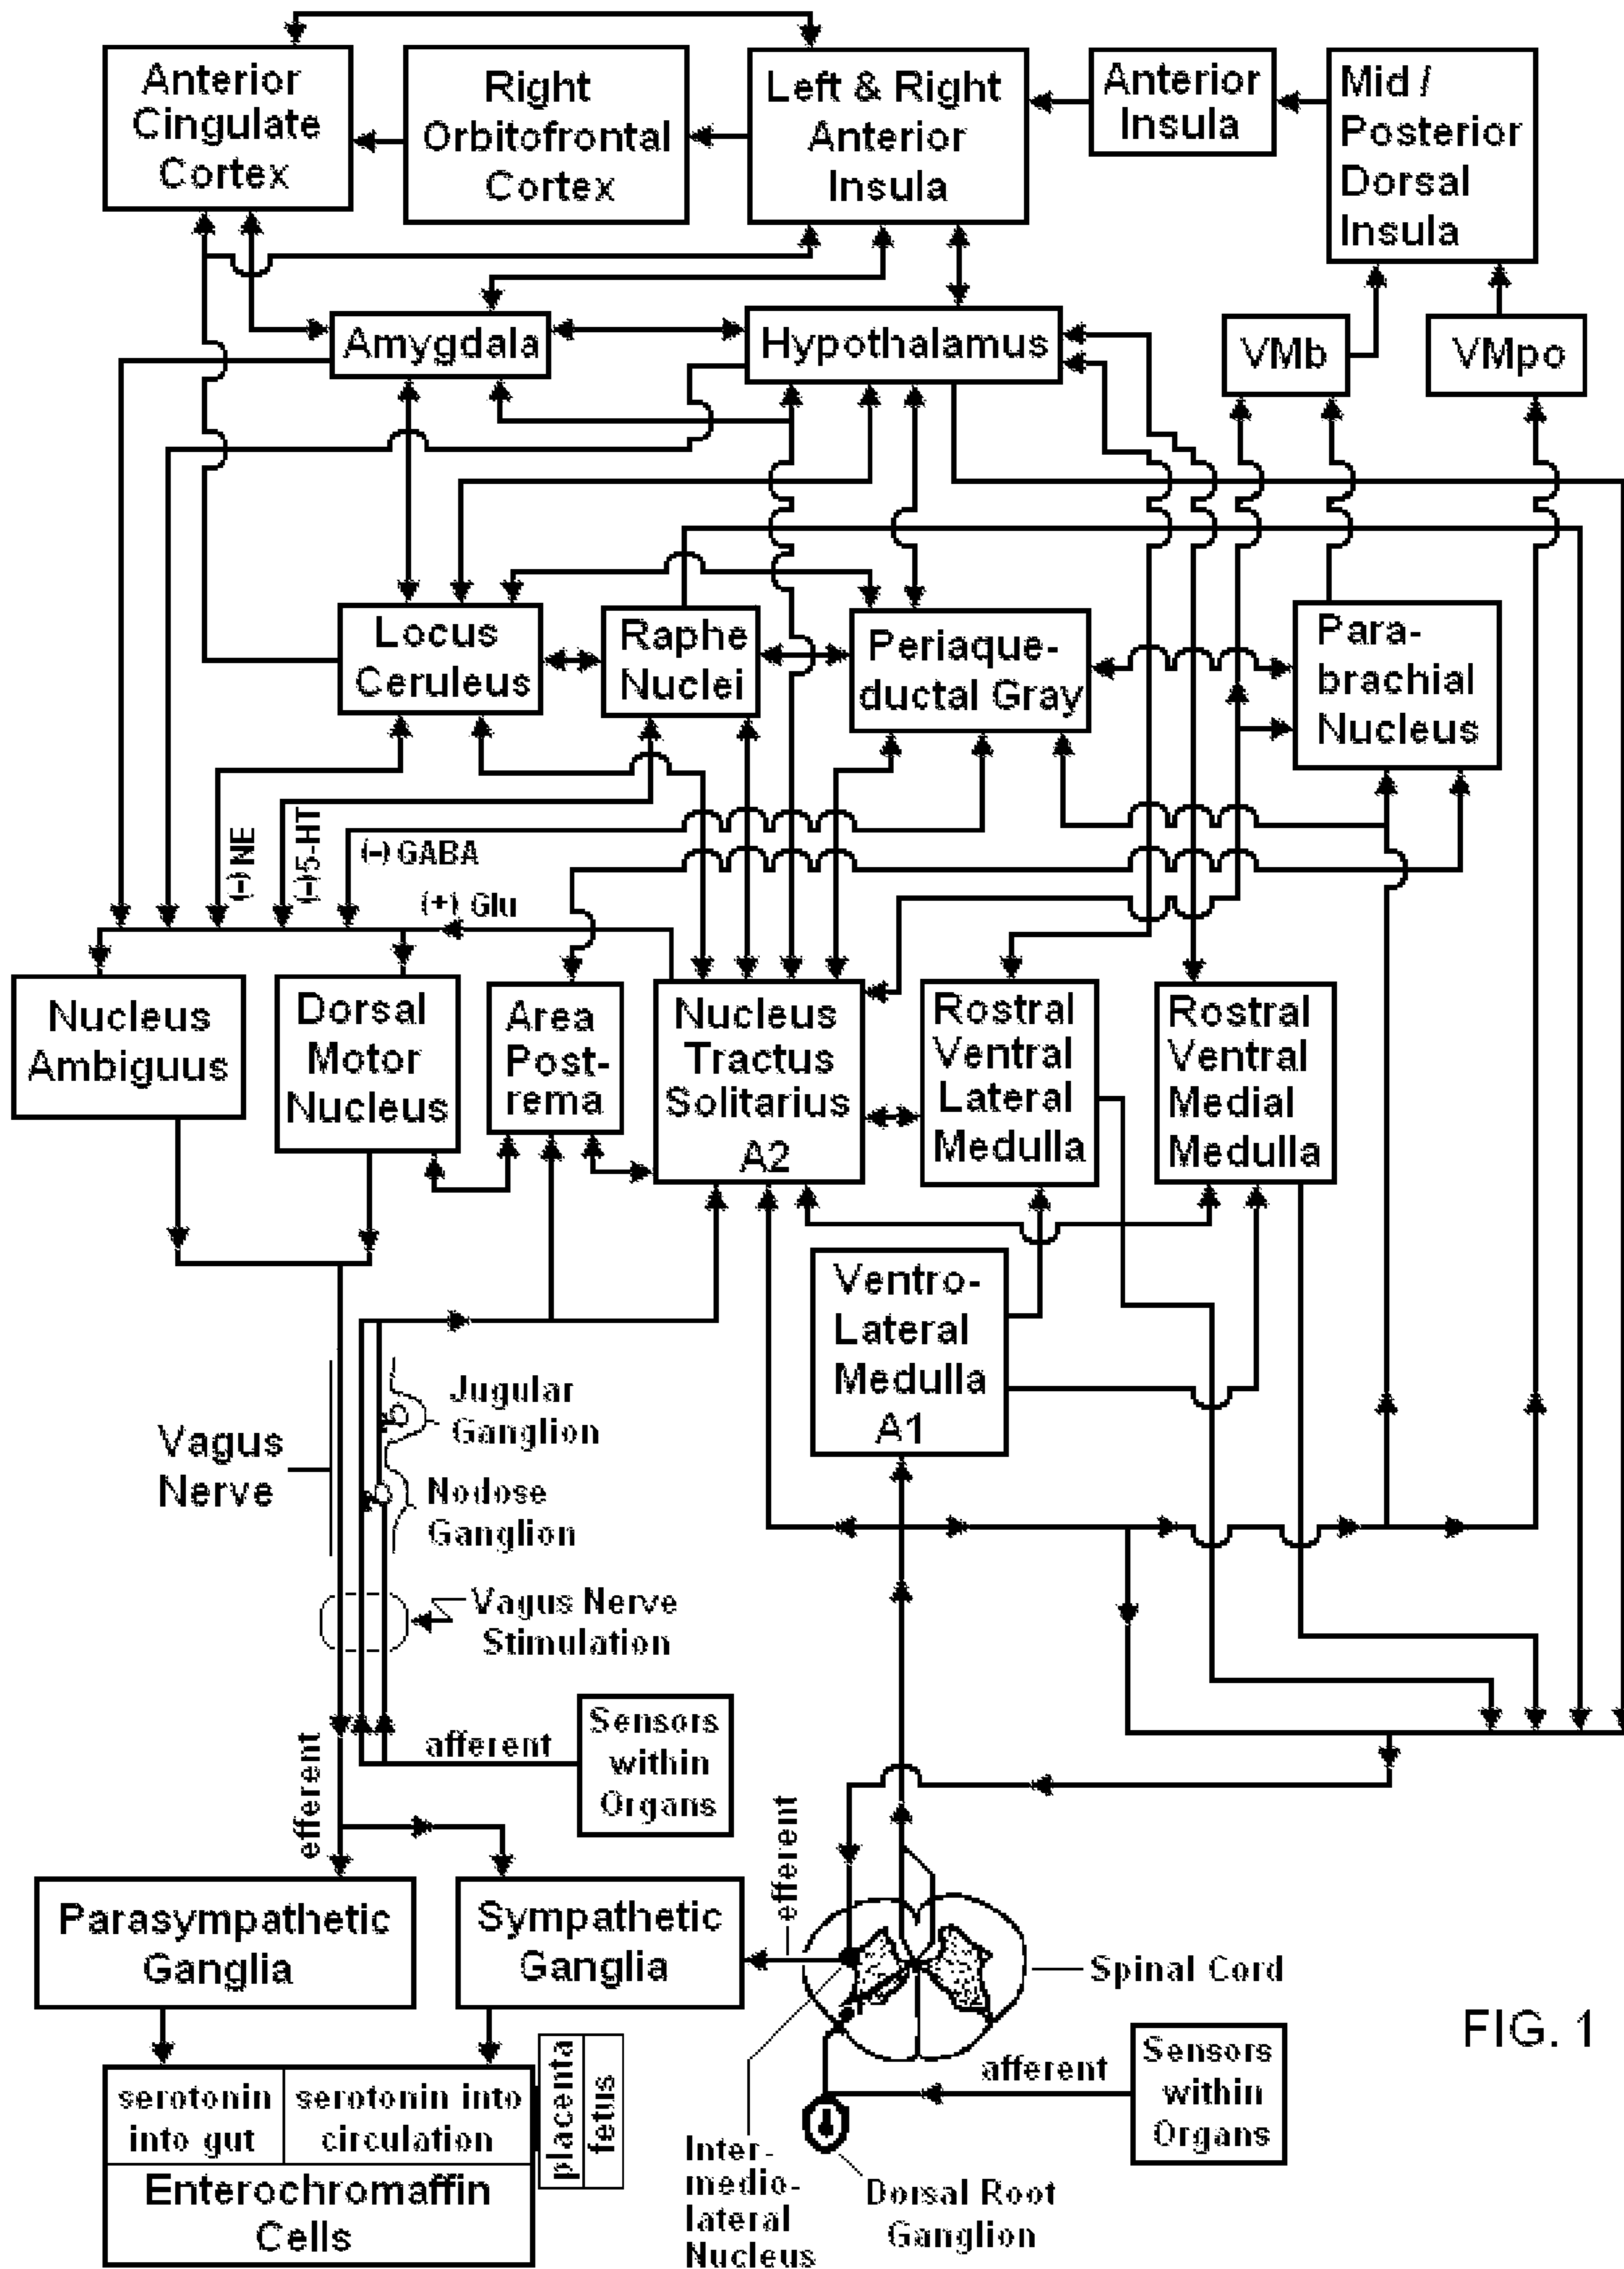 Anterior
Cingulate
Cortex
Right
Orbitofrontal
Cortex
Left & Right
Anterior
Insula
Anterior
Insula
Mid /
Posterior
Dorsal
Insula
Amygdala
Hypothalamus
VMb
VMpo
Locus
Ceruleus
Raphe
Nuclei
Periaque-
ductal Gray
Para-
brachial
Nucleus
(–) NE
(–)5-HT
(–) GABA
(+) Glu
Nucleus
Ambiguus
Dorsal
Motor
Nucleus
Area
Post-
rema
Nucleus
Tractus
Solitarius
A2
Rostral
Ventral
Lateral
Medulla
Rostral
Ventral
Medial
Medulla
Ventro-
Lateral
Medulla
A1
Vagus
Nerve
Jugular
Ganglion
Nodose
Ganglion
Vagus Nerve
Stimulation
efferent
afferent
Sensors
within
Organs
Parasympathetic
Ganglia
Sympathetic
Ganglia
efferent
Spinal Cord
FIG. 1
serotonin
into gut
serotonin into
circulation
placenta
fetus
Enterochromaffin
Cells
afferent
Sensors
within
Organs
Inter-
medio-
lateral
Nucleus
Dorsal Root
Ganglion